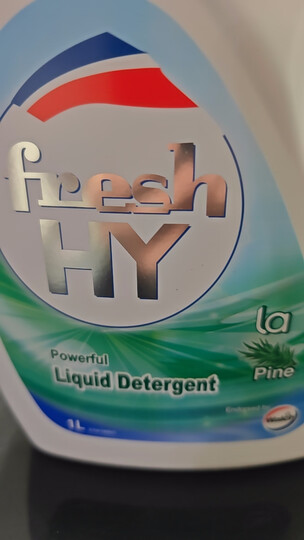 fresh
HY
la
Pine
Powerful
Liquid Detergent
1L